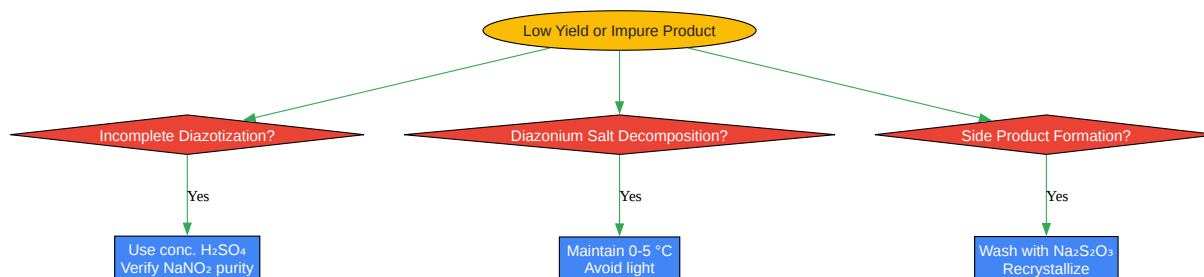 Low Yield or Impure Product
Incomplete Diazotization?
Diazonium Salt Decomposition?
Side Product Formation?
Yes
Yes
Yes
Use conc. H₂SO₄
Verify NaNO₂ purity
Maintain 0-5 °C
Avoid light
Wash with Na₂S₂O₃
Recrystallize